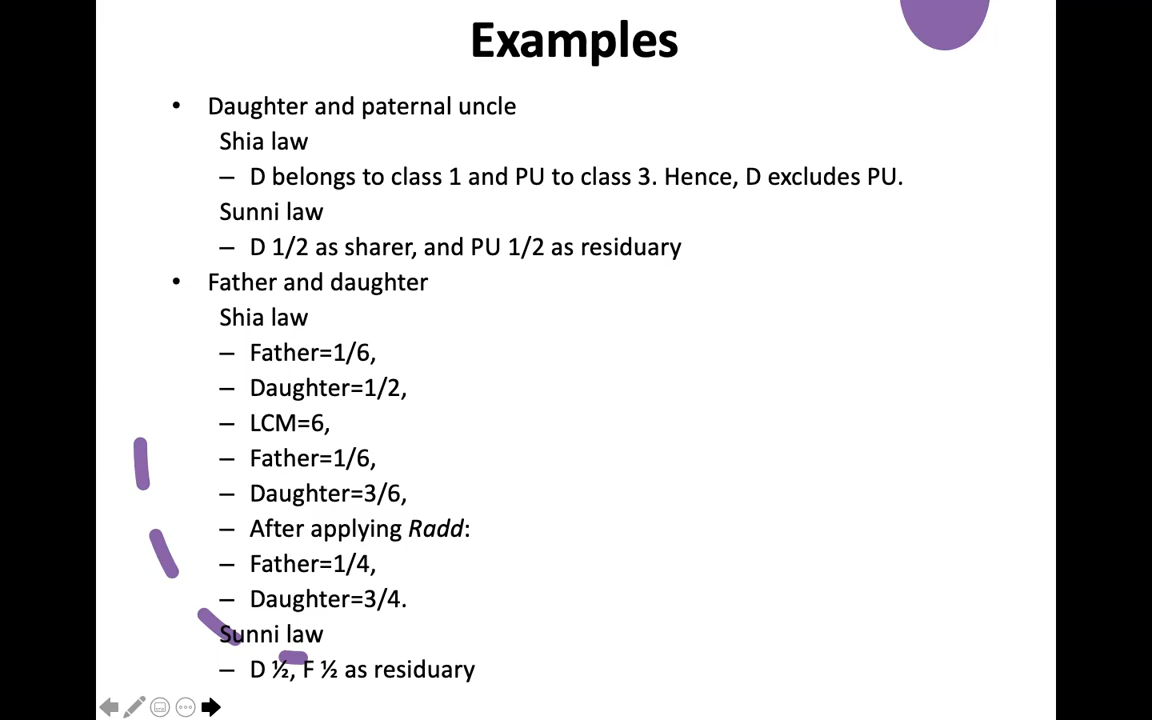 Examples
• Daughter and paternal uncle
Shia law
– D belongs to class 1 and PU to class 3. Hence, D excludes PU.
Sunni law
– D 1/2 as sharer, and PU 1/2 as residuary
• Father and daughter
Shia law
– Father=1/6,
– Daughter=1/2,
– LCM=6,
– Father=1/6,
– Daughter=3/6,
– After applying Radd:
– Father=1/4,
– Daughter=3/4.
Sunni law
– D ½, F ½ as residuary